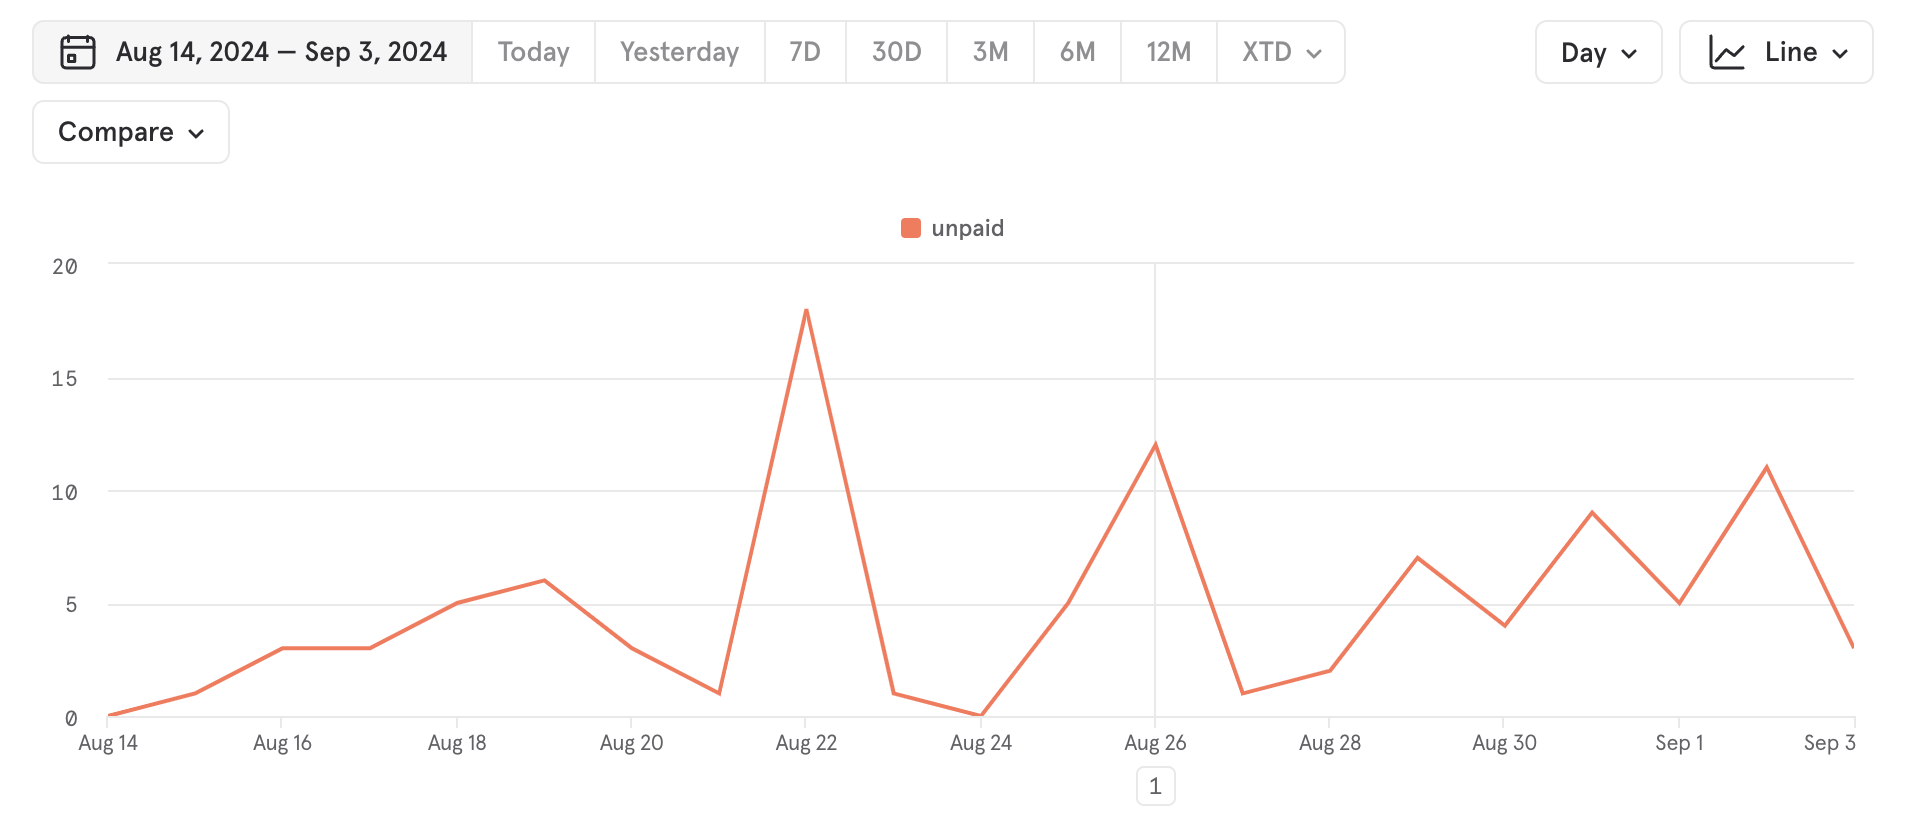 Aug 14, 2024 – Sep 3, 2024 Today Yesterday 7D 30D 3M 6M 12M XTD Day Line
Compare
unpaid
20
15
10
5
0
Aug 14 Aug 16 Aug 18 Aug 20 Aug 22 Aug 24 Aug 26 Aug 28 Aug 30 Sep 1 Sep 3
1